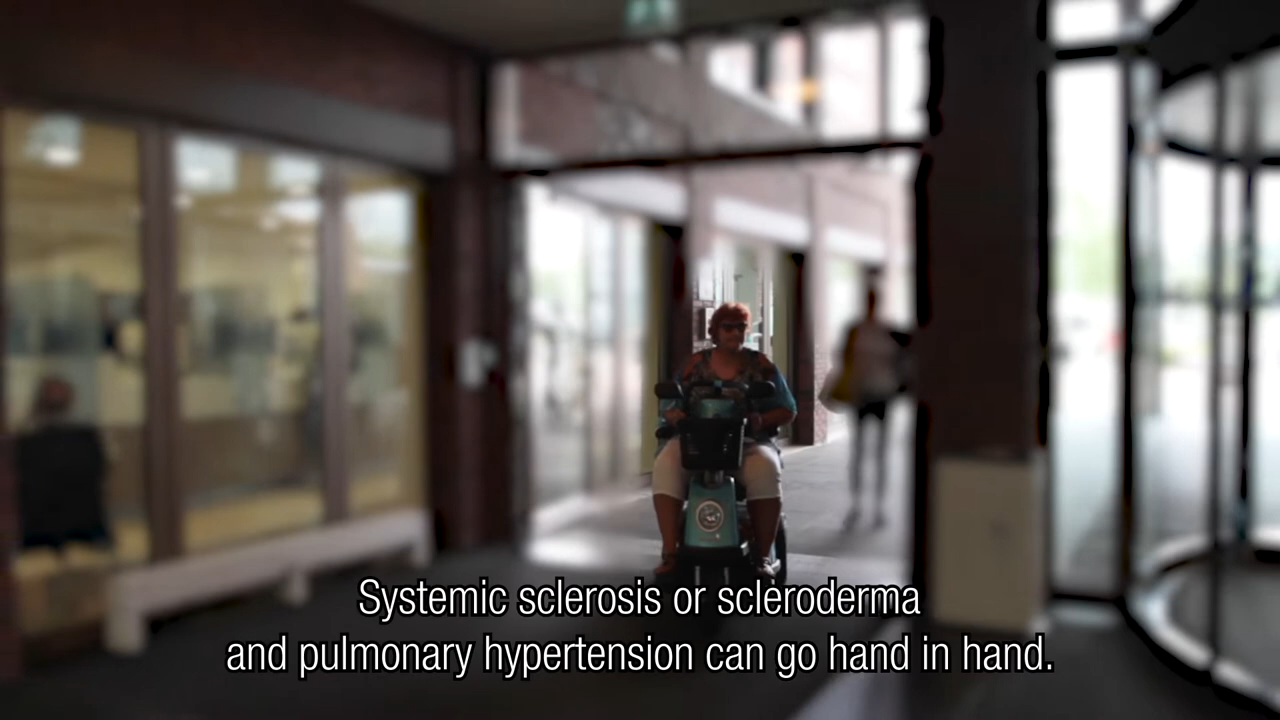 Systemic sclerosis or scleroderma
and pulmonary hypertension can go hand in hand.